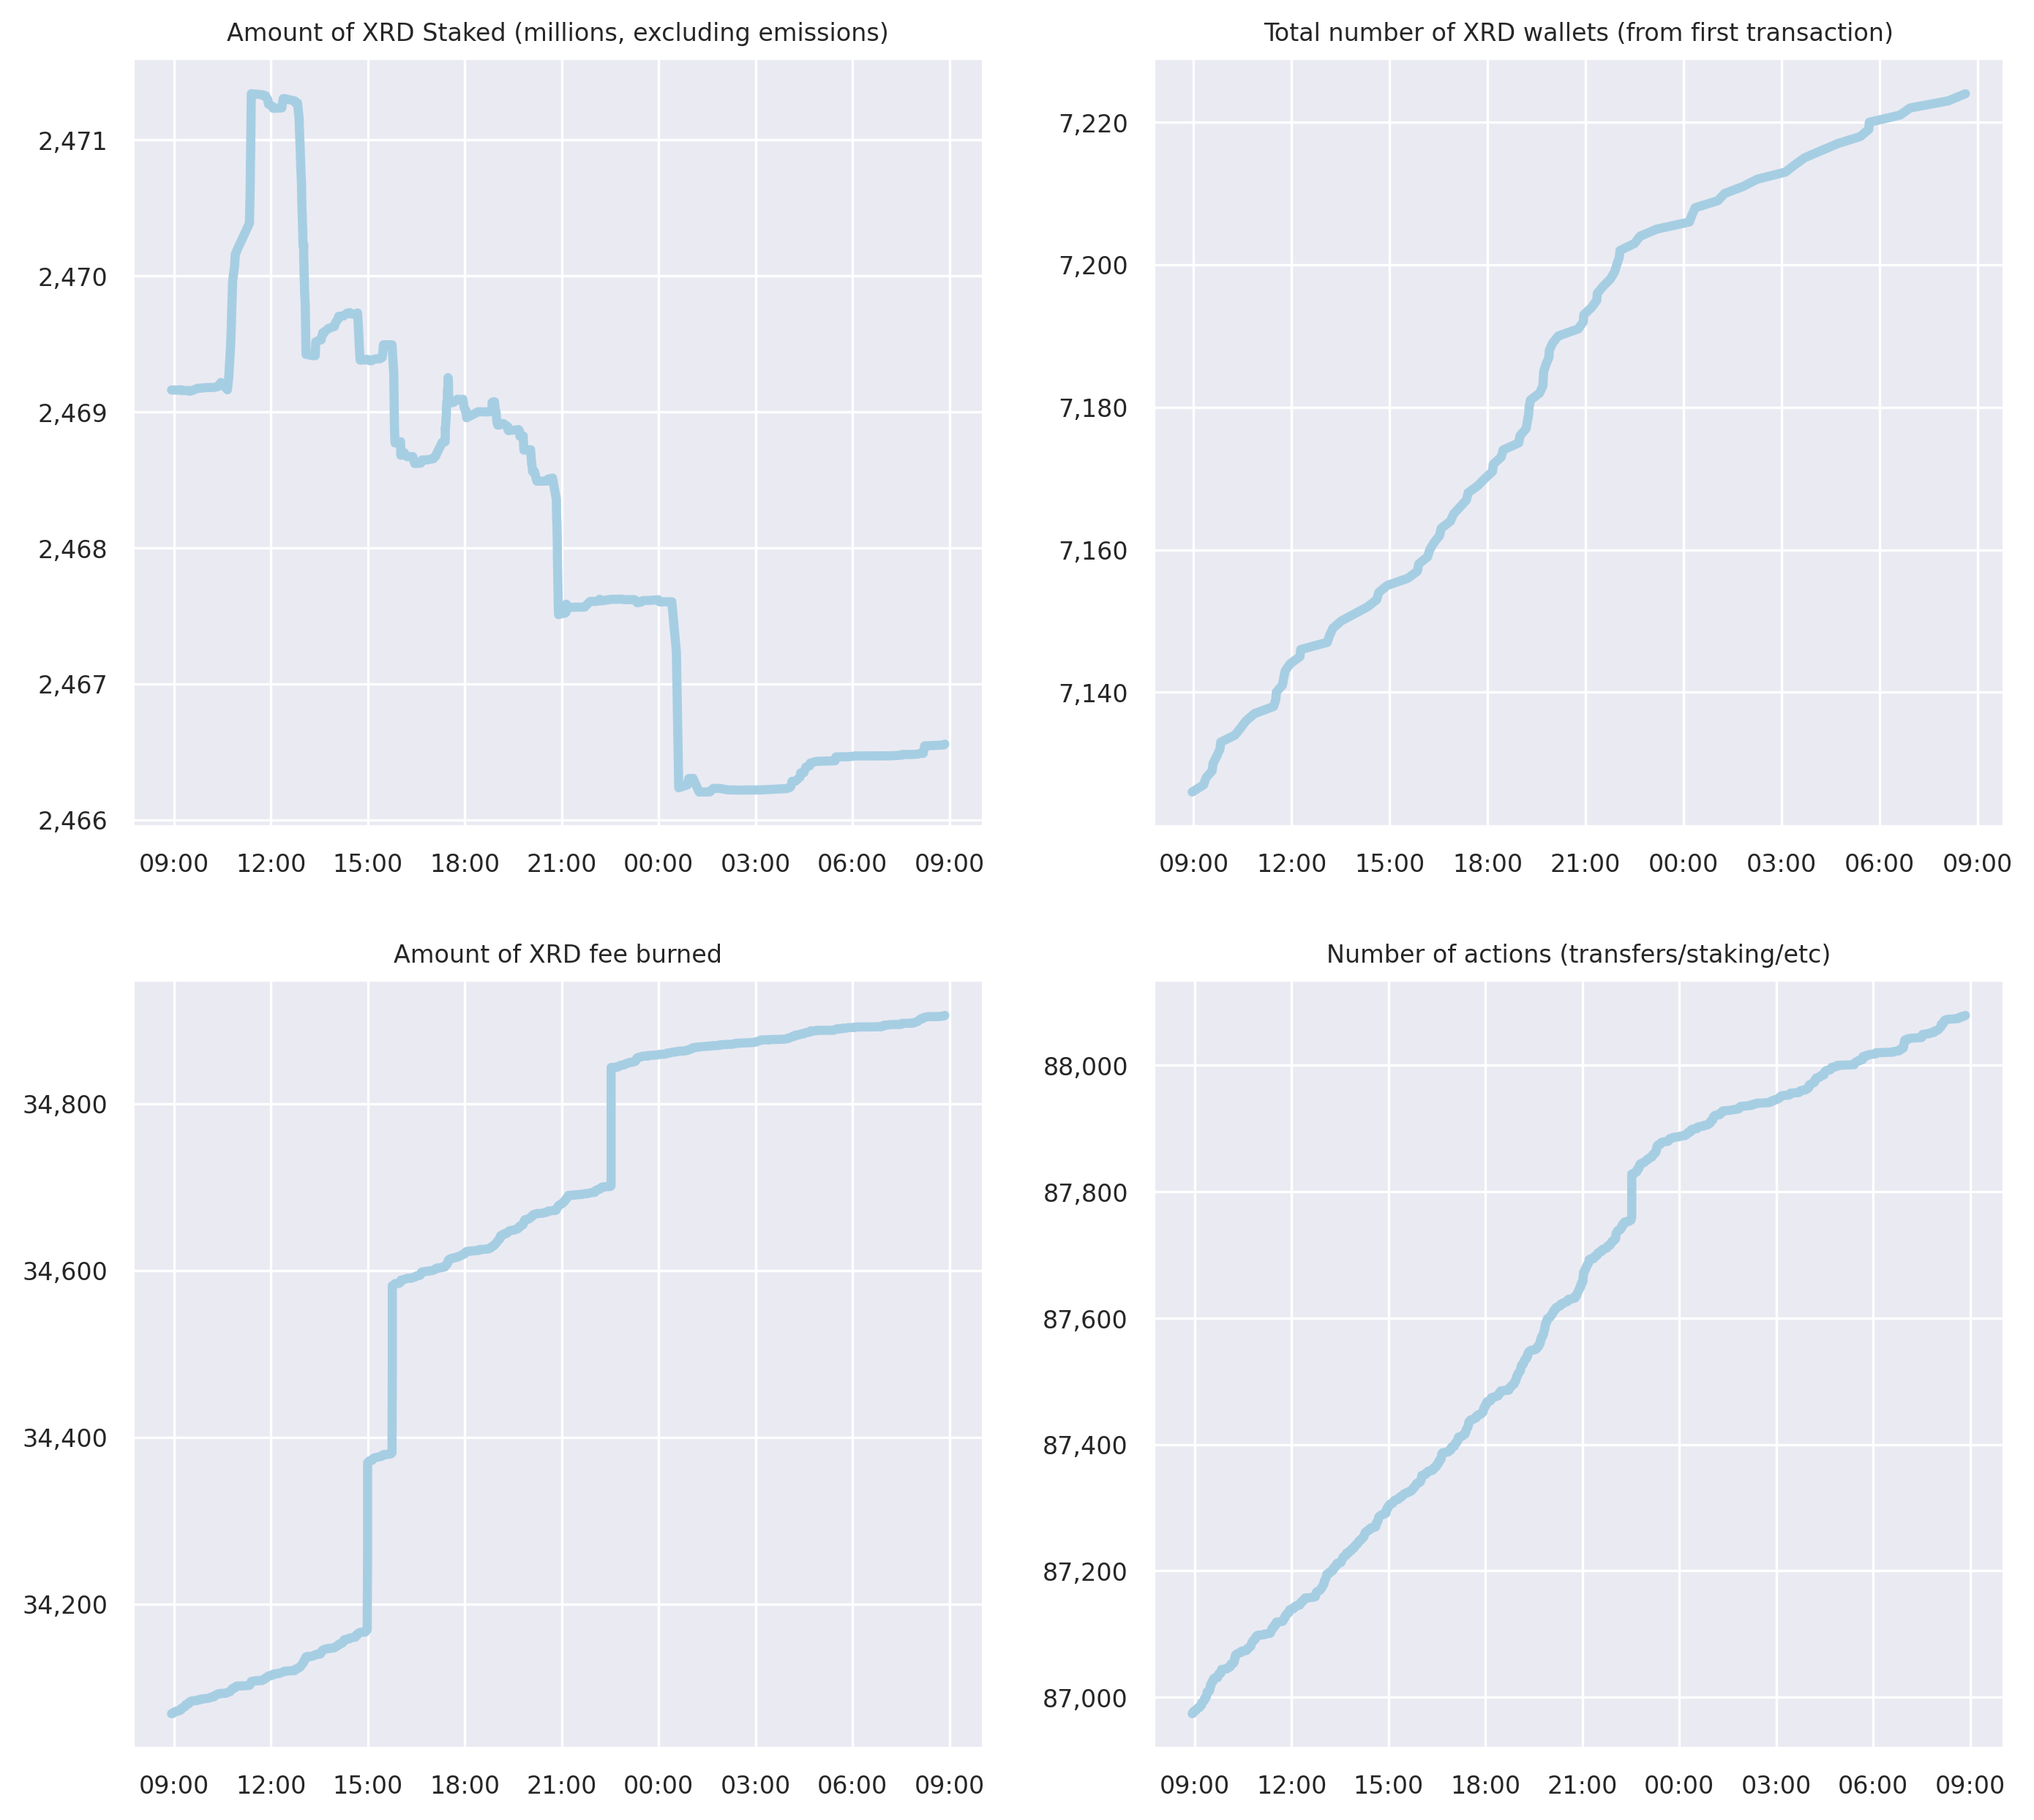 Amount of XRD Staked (millions, excluding emissions)
2,471
2,470
2,469
2,468
2,467
2,466
09:00 12:00 15:00 18:00 21:00 00:00 03:00 06:00 09:00
Total number of XRD wallets (from first transaction)
7,220
7,200
7,180
7,160
7,140
09:00 12:00 15:00 18:00 21:00 00:00 03:00 06:00 09:00
Amount of XRD fee burned
34,800
34,600
34,400
34,200
09:00 12:00 15:00 18:00 21:00 00:00 03:00 06:00 09:00
Number of actions (transfers/staking/etc)
88,000
87,800
87,600
87,400
87,200
87,000
09:00 12:00 15:00 18:00 21:00 00:00 03:00 06:00 09:00